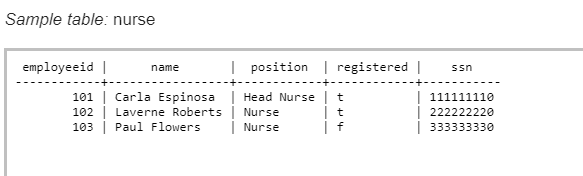 Sample table: nurse
employeeid | name | position | registered | ssn
------------+-----------------+------------+------------+-----------
101 | Carla Espinosa | Head Nurse | t | 111111110
102 | Laverne Roberts | Nurse | t | 222222220
103 | Paul Flowers | Nurse | f | 333333330